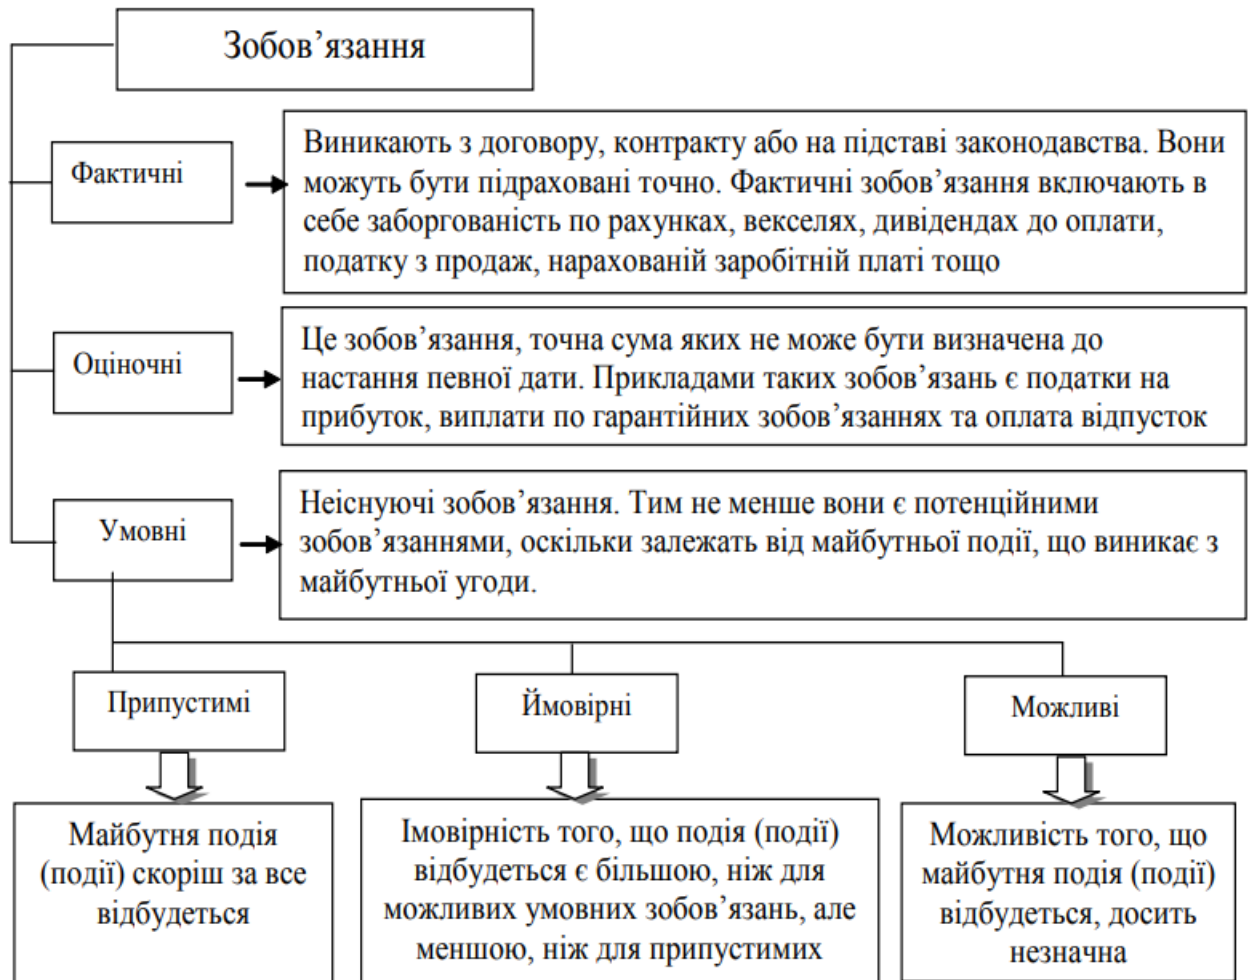 Зобов’язання
Фактичні
Виникають з договору, контракту або на підставі законодавства. Вони
можуть бути підраховані точно. Фактичні зобов’язання включають в
себе заборгованість по рахунках, векселях, дивідендах до оплати,
податку з продаж, нарахованій заробітній платі тощо
Оціночні
Це зобов’язання, точна сума яких не може бути визначена до
настання певної дати. Прикладами таких зобов’язань є податки на
прибуток, виплати по гарантійних зобов’язаннях та оплата відпусток
Умовні
Неіснуючі зобов’язання. Тим не менше вони є потенційними
зобов’язаннями, оскільки залежать від майбутньої події, що виникає з
майбутньої угоди.
Припустимі
Майбутня подія
(події) скоріш за все
відбудеться
Ймовірні
Імовірність того, що подія (події)
відбудеться є більшою, ніж для
можливих умовних зобов’язань, але
меншою, ніж для припустимих
Можливі
Можливість того, що
майбутня подія (події)
відбудеться, досить
незначна